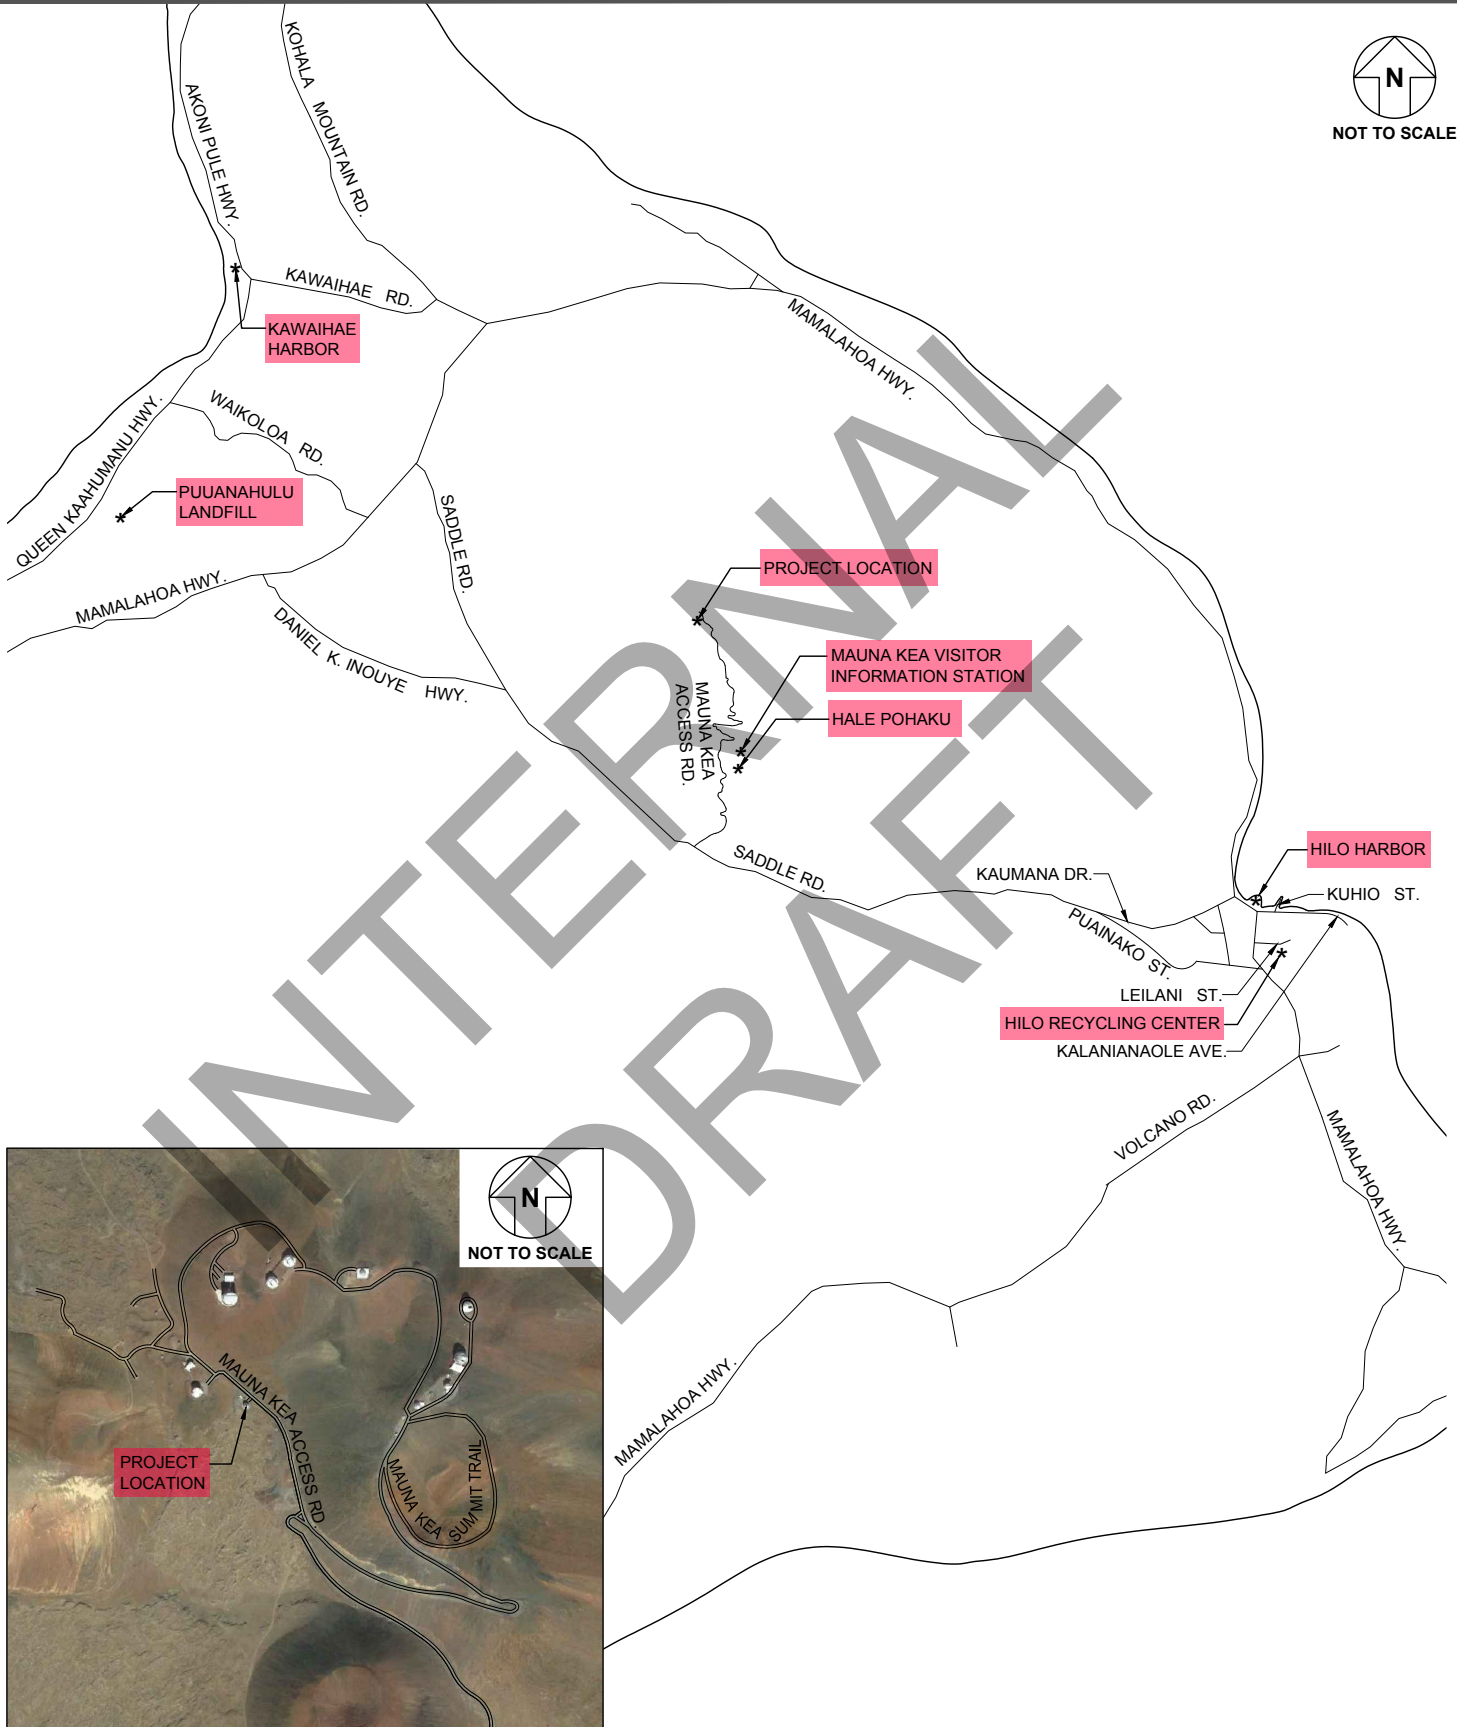 N
NOT TO SCALE
AKONI PULE HWY.
KOHALA MOUNTAIN RD.
KAWAIHAE RD.
KAWAIHAE
HARBOR
MAMALAHOA HWY.
WAIKOLOA RD.
QUEEN KAAHUMANU HWY.
PUUANAHULU
LANDFILL
SADDLE RD.
MAMALAHOA HWY.
DANIEL K. INOUYE HWY.
PROJECT LOCATION
MAUNA KEA VISITOR
INFORMATION STATION
MAUNA KEA
ACCESS RD.
HALE POHAKU
SADDLE RD.
KAUMANA DR.
HILO HARBOR
KUHIO ST.
PUAINAKO ST.
LEILANI ST.
HILO RECYCLING CENTER
KALANIANAOLE AVE.
VOLCANO RD.
MAMALAHOA HWY.
MAMALAHOA HWY.
INTERNAL
DRAFT
N
NOT TO SCALE
MAUNA KEA ACCESS RD.
PROJECT
LOCATION
MAUNA KEA SUMMIT TRAIL